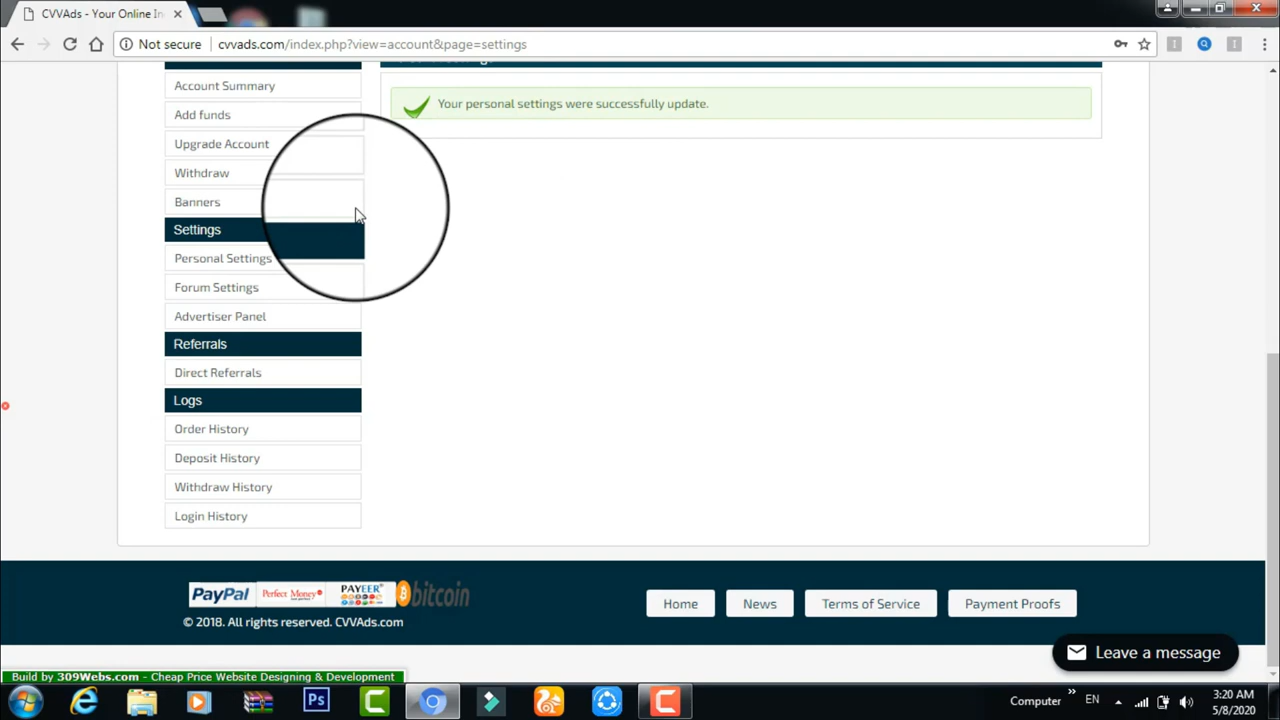 CVVAds - Your Online In
Not secure
cvvads.com/index.php?view=account&page=settings
Account Summary
Add funds
Upgrade Account
Withdraw
Banners
Settings
Personal Settings
Forum Settings
Advertiser Panel
Referrals
Direct Referrals
Logs
Order History
Deposit History
Withdraw History
Login History
Your personal settings were successfully update.
PayPal
Perfect Money
PAYEER
bitcoin
© 2018. All rights reserved. CVVAds.com
Home
News
Terms of Service
Payment Proofs
Leave a message
Build by 309Webs.com - Cheap Price Website Designing & Development
Ps
Computer
EN
3:20 AM
5/8/2020